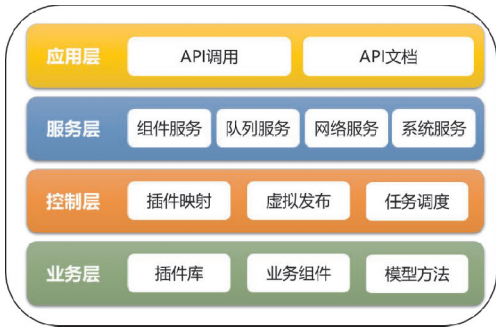 应用层 API调用 API文档
服务层 组件服务 队列服务 网络服务 系统服务
控制层 插件映射 虚拟发布 任务调度
业务层 插件库 业务组件 模型方法